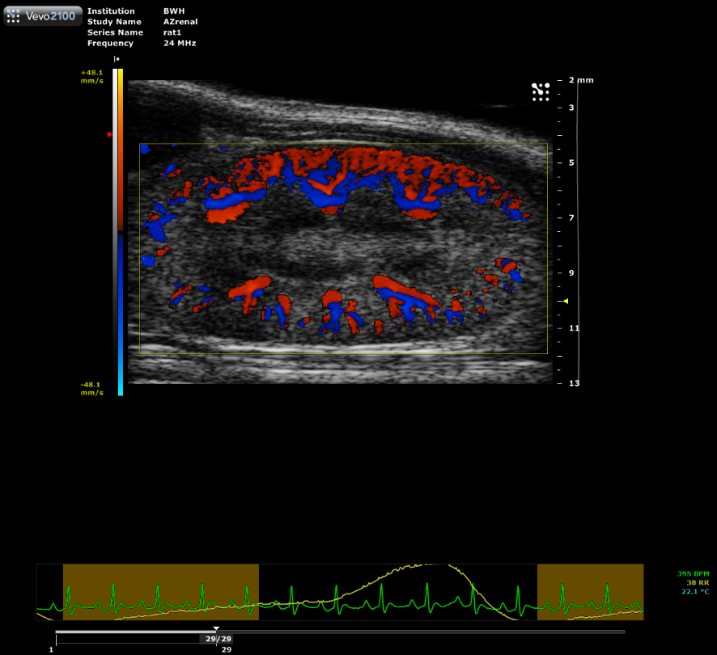 Vevo2100
Institution BWH
Study Name AZrenal
Series Name rat1
Frequency 24 MHz
+48.1
mm/s
2 mm
3
5
7
9
11
13
-48.1
mm/s
395 BPM
38 RR
22.1 °C
29/29
1
29